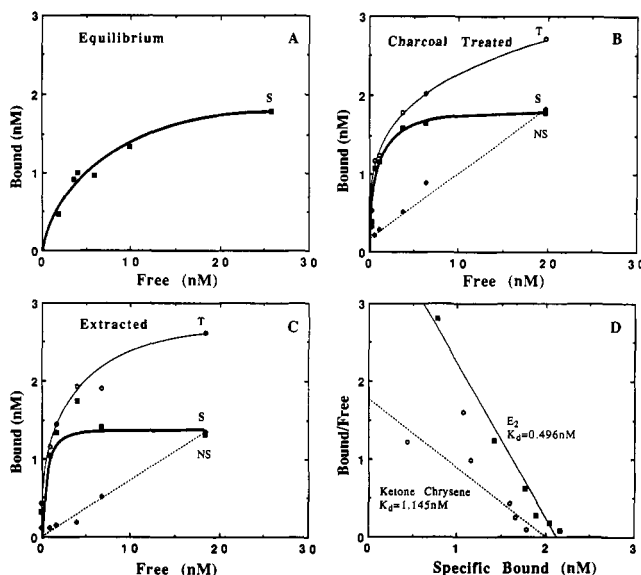 Equilibrium
A
S
Bound (nM)
3
2
1
0
0
10
20
30
Free (nM)
Charcoal Treated
B
T
S
NS
Bound (nM)
3
2
1
0
0
10
20
30
Free (nM)
Extracted
C
T
S
NS
Bound (nM)
3
2
1
0
0
10
20
30
Free (nM)
D
E2
Kd=0.496nM
Ketone Chrysene
Kd=1.145nM
Bound/Free
3
2
1
0
0
1
2
3
Specific Bound (nM)